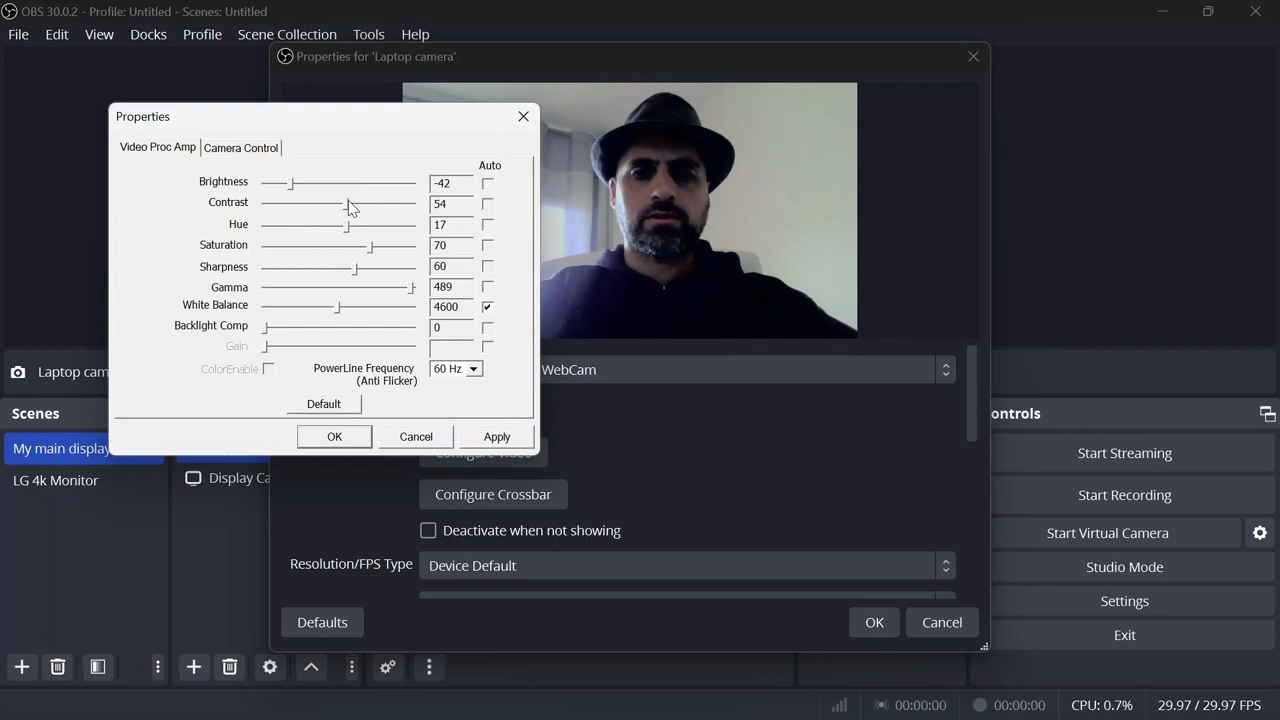 OBS 30.0.2 - Profile: Untitled - Scenes: Untitled
File Edit View Docks Profile Scene Collection Tools Help
Properties for 'Laptop camera'
Properties
Video Proc Amp Camera Control
Auto
Brightness -42
Contrast 54
Hue 17
Saturation 70
Sharpness 60
Gamma 489
White Balance 4600
Backlight Comp 0
Gain
ColorEnable PowerLine Frequency 60 Hz
(Anti Flicker)
Default
OK Cancel Apply
WebCam
Laptop cam
Scenes
My main display
LG 4k Monitor
Display Ca
Configure Video
Configure Crossbar
Deactivate when not showing
Resolution/FPS Type Device Default
Defaults OK Cancel
ontrols
Start Streaming
Start Recording
Start Virtual Camera
Studio Mode
Settings
Exit
00:00:00 00:00:00 CPU: 0.7% 29.97 / 29.97 FPS